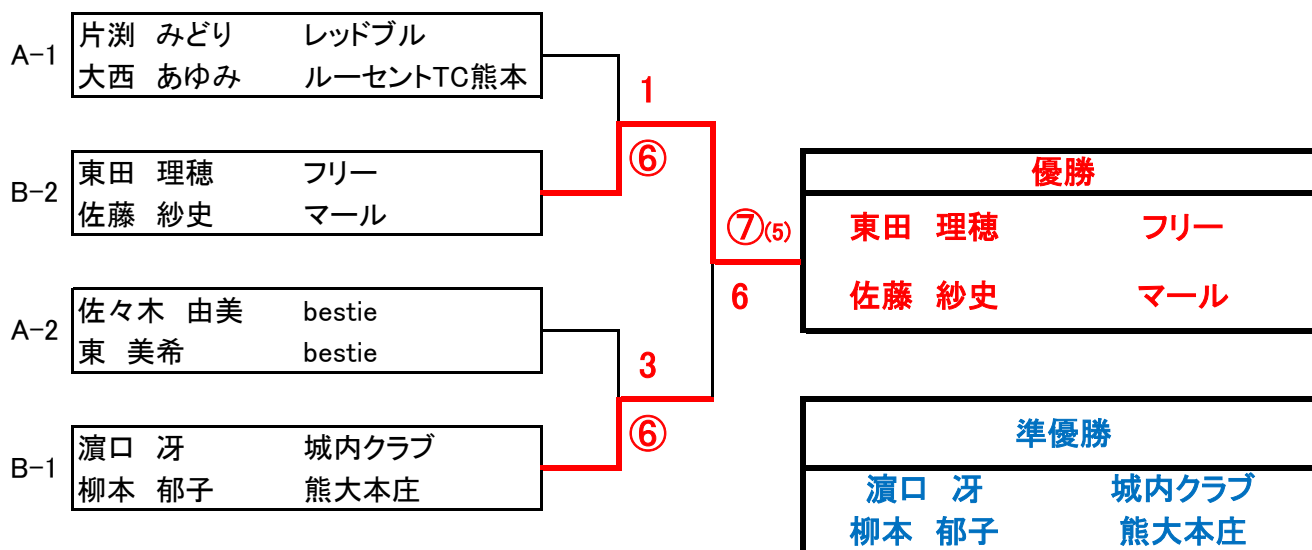 A-1
片渕 みどり レッドブル
大西 あゆみ ルーセントTC熊本
1
⑥
B-2
東田 理穂 フリー
佐藤 紗史 マール
⑦(5)
6
A-2
佐々木 由美 bestie
東 美希 bestie
3
⑥
B-1
濵口 冴 城内クラブ
柳本 郁子 熊大本庄
優勝
東田 理穂 フリー
佐藤 紗史 マール
準優勝
濵口 冴 城内クラブ
柳本 郁子 熊大本庄